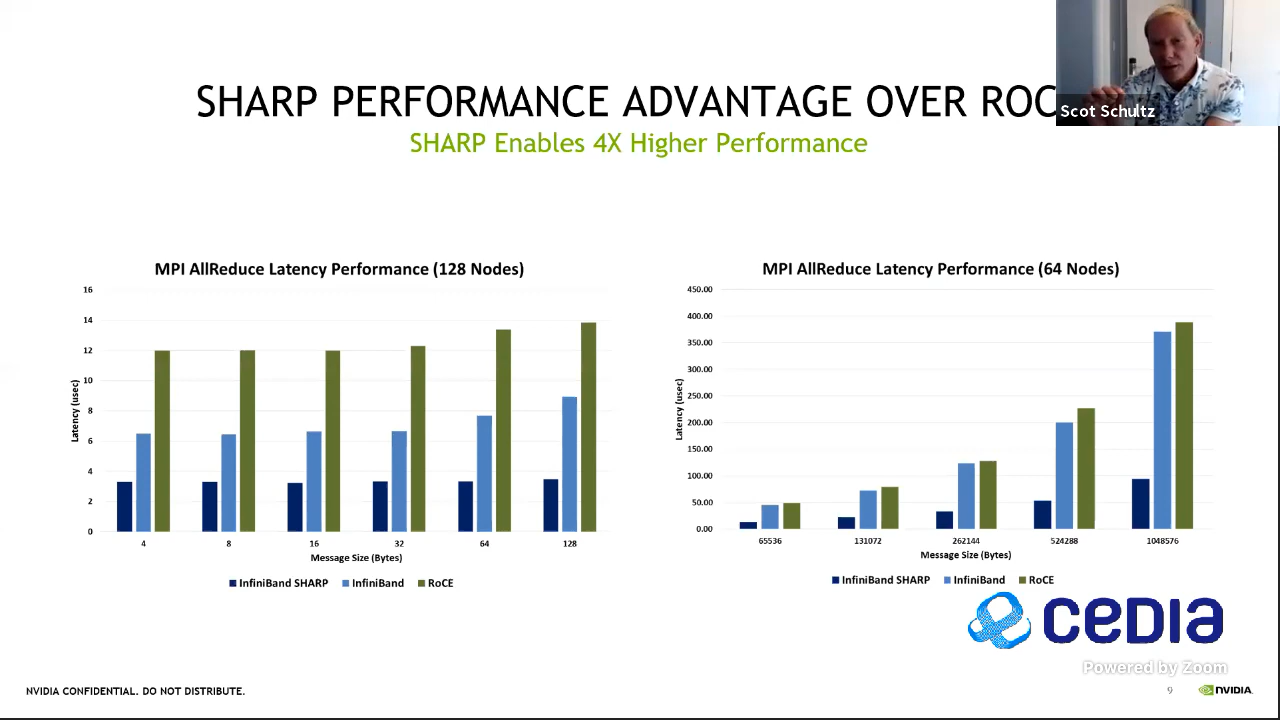 SHARP PERFORMANCE ADVANTAGE OVER ROC
Scot Schultz
SHARP Enables 4X Higher Performance
MPI AllReduce Latency Performance (128 Nodes)
16
14
12
10
8
6
4
2
0
Latency (usec)
4 8 16 32 64 128
Message Size (Bytes)
InfiniBand SHARP InfiniBand RoCE
MPI AllReduce Latency Performance (64 Nodes)
450.00
400.00
350.00
300.00
250.00
200.00
150.00
100.00
50.00
0.00
Latency (usec)
65536 131072 262144 524288 1048576
Message Size (Bytes)
InfiniBand SHARP InfiniBand RoCE
CEDIA
Powered by Zoom
NVIDIA CONFIDENTIAL. DO NOT DISTRIBUTE.
9
NVIDIA.